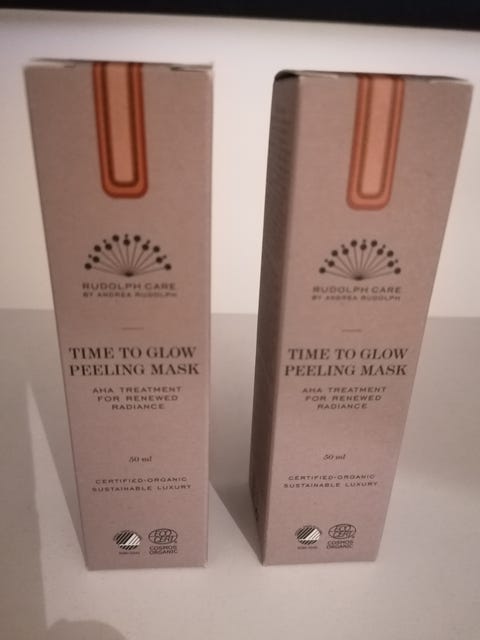 RUDOLPH CARE
BY ANDREA RUDOLPH
TIME TO GLOW
PEELING MASK
AHA TREATMENT
FOR RENEWED
RADIANCE
50 ml
CERTIFIED-ORGANIC
SUSTAINABLE LUXURY
ECO
CERT
COSMOS
ORGANIC
RUDOLPH CARE
BY ANDREA RUDOLPH
TIME TO GLOW
PEELING MASK
AHA TREATMENT
FOR RENEWED
RADIANCE
50 ml
CERTIFIED-ORGANIC
SUSTAINABLE LUXURY
ECO
CERT
COSMOS
ORGANIC